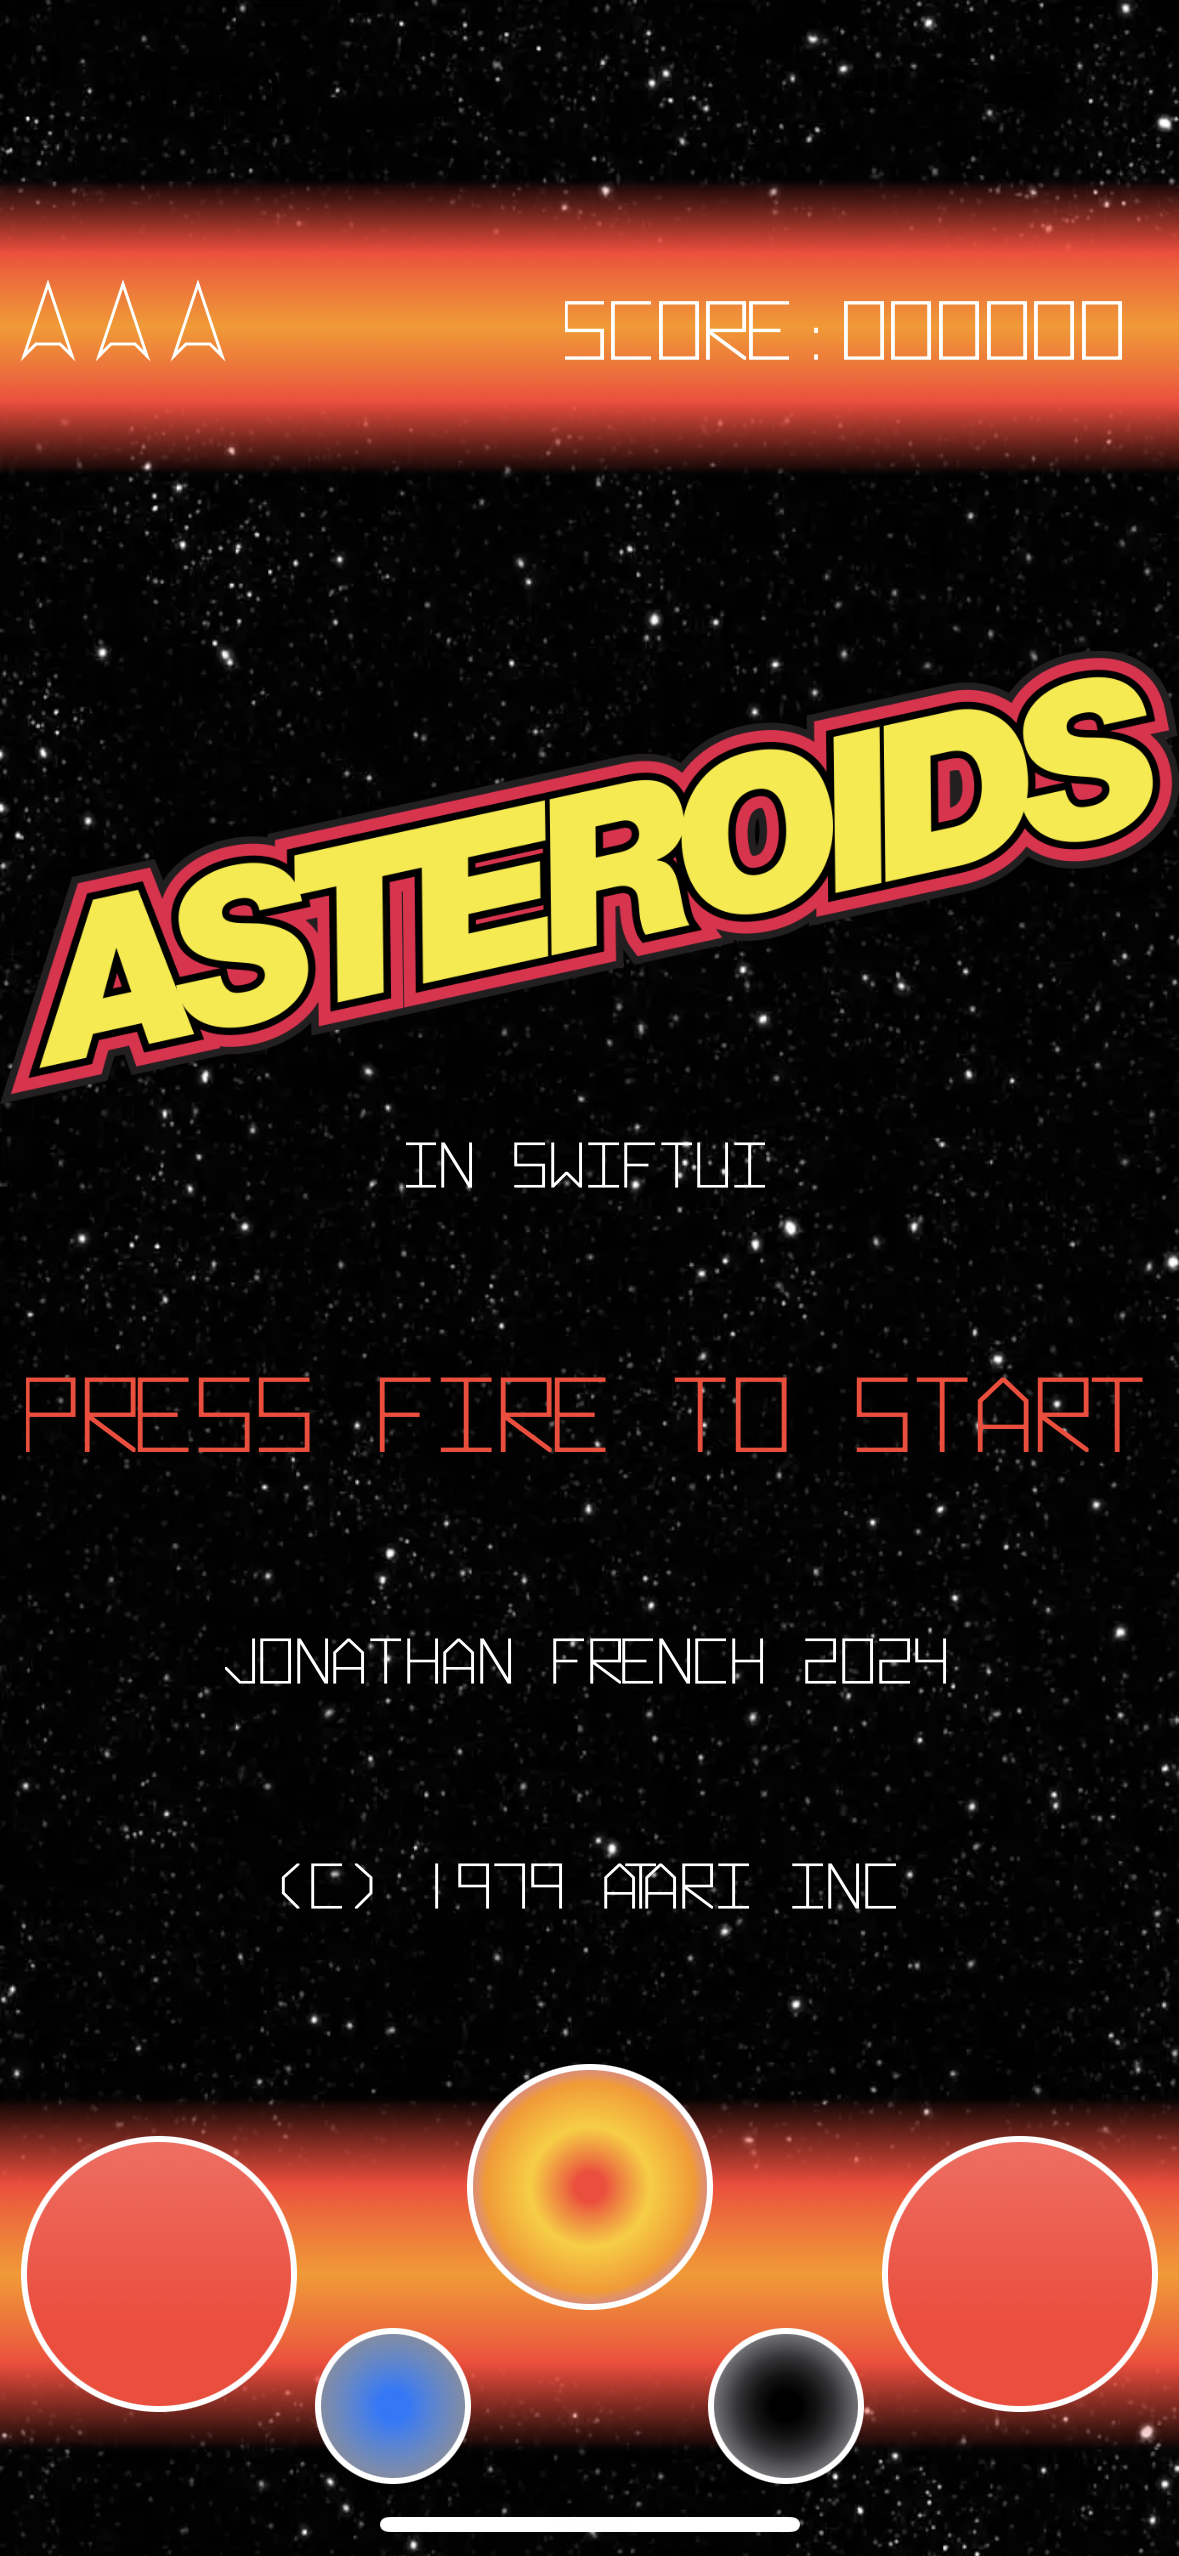 SCORE:000000
ASTEROIDS
IN SWIFTUI
PRESS FIRE TO START
JONATHAN FRENCH 2024
(C) 1979 ATARI INC